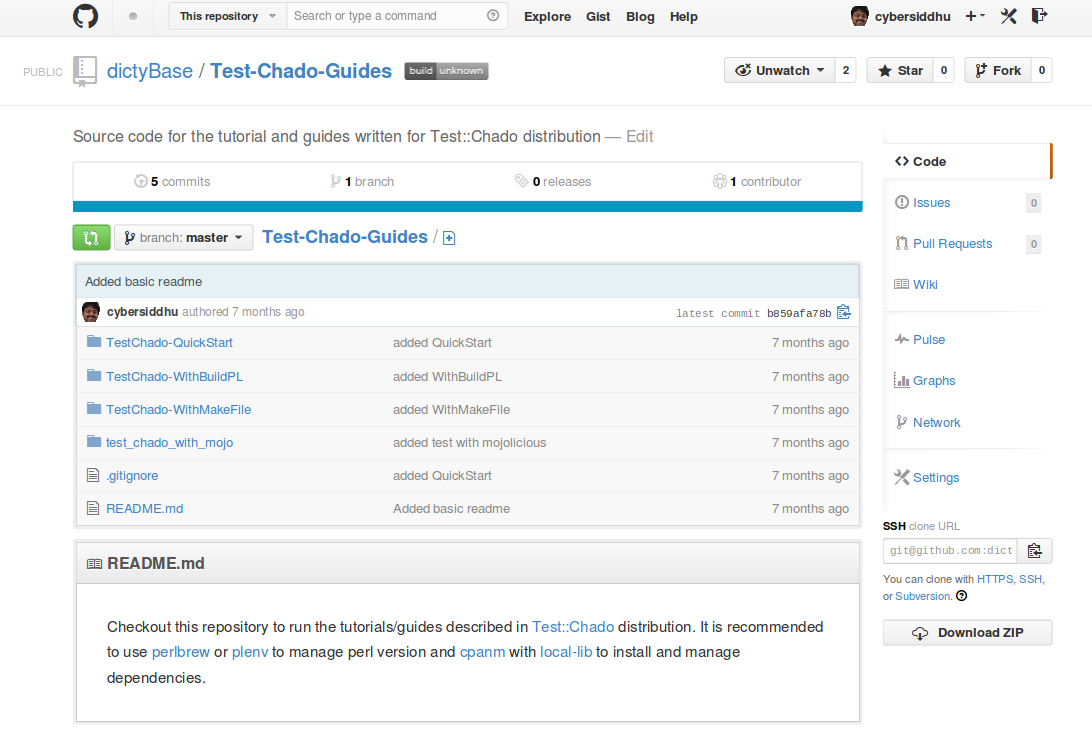 This repository Search or type a command Explore Gist Blog Help cybersiddhu
PUBLIC dictyBase / Test-Chado-Guides build unknown Unwatch 2 Star 0 Fork 0
Source code for the tutorial and guides written for Test::Chado distribution — Edit
5 commits 1 branch 0 releases 1 contributor
branch: master Test-Chado-Guides /
Added basic readme
cybersiddhu authored 7 months ago latest commit b859afa78b
TestChado-QuickStart added QuickStart 7 months ago
TestChado-WithBuildPL added WithBuildPL 7 months ago
TestChado-WithMakeFile added WithMakeFile 7 months ago
test_chado_with_mojo added test with mojolicious 7 months ago
.gitignore added QuickStart 7 months ago
README.md Added basic readme 7 months ago
README.md
Checkout this repository to run the tutorials/guides described in Test::Chado distribution. It is recommended
to use perlbrew or plenv to manage perl version and cpanm with local-lib to install and manage
dependencies.
Code
Issues 0
Pull Requests 0
Wiki
Pulse
Graphs
Network
Settings
SSH clone URL
git@github.com:dict
You can clone with HTTPS, SSH,
or Subversion.
Download ZIP